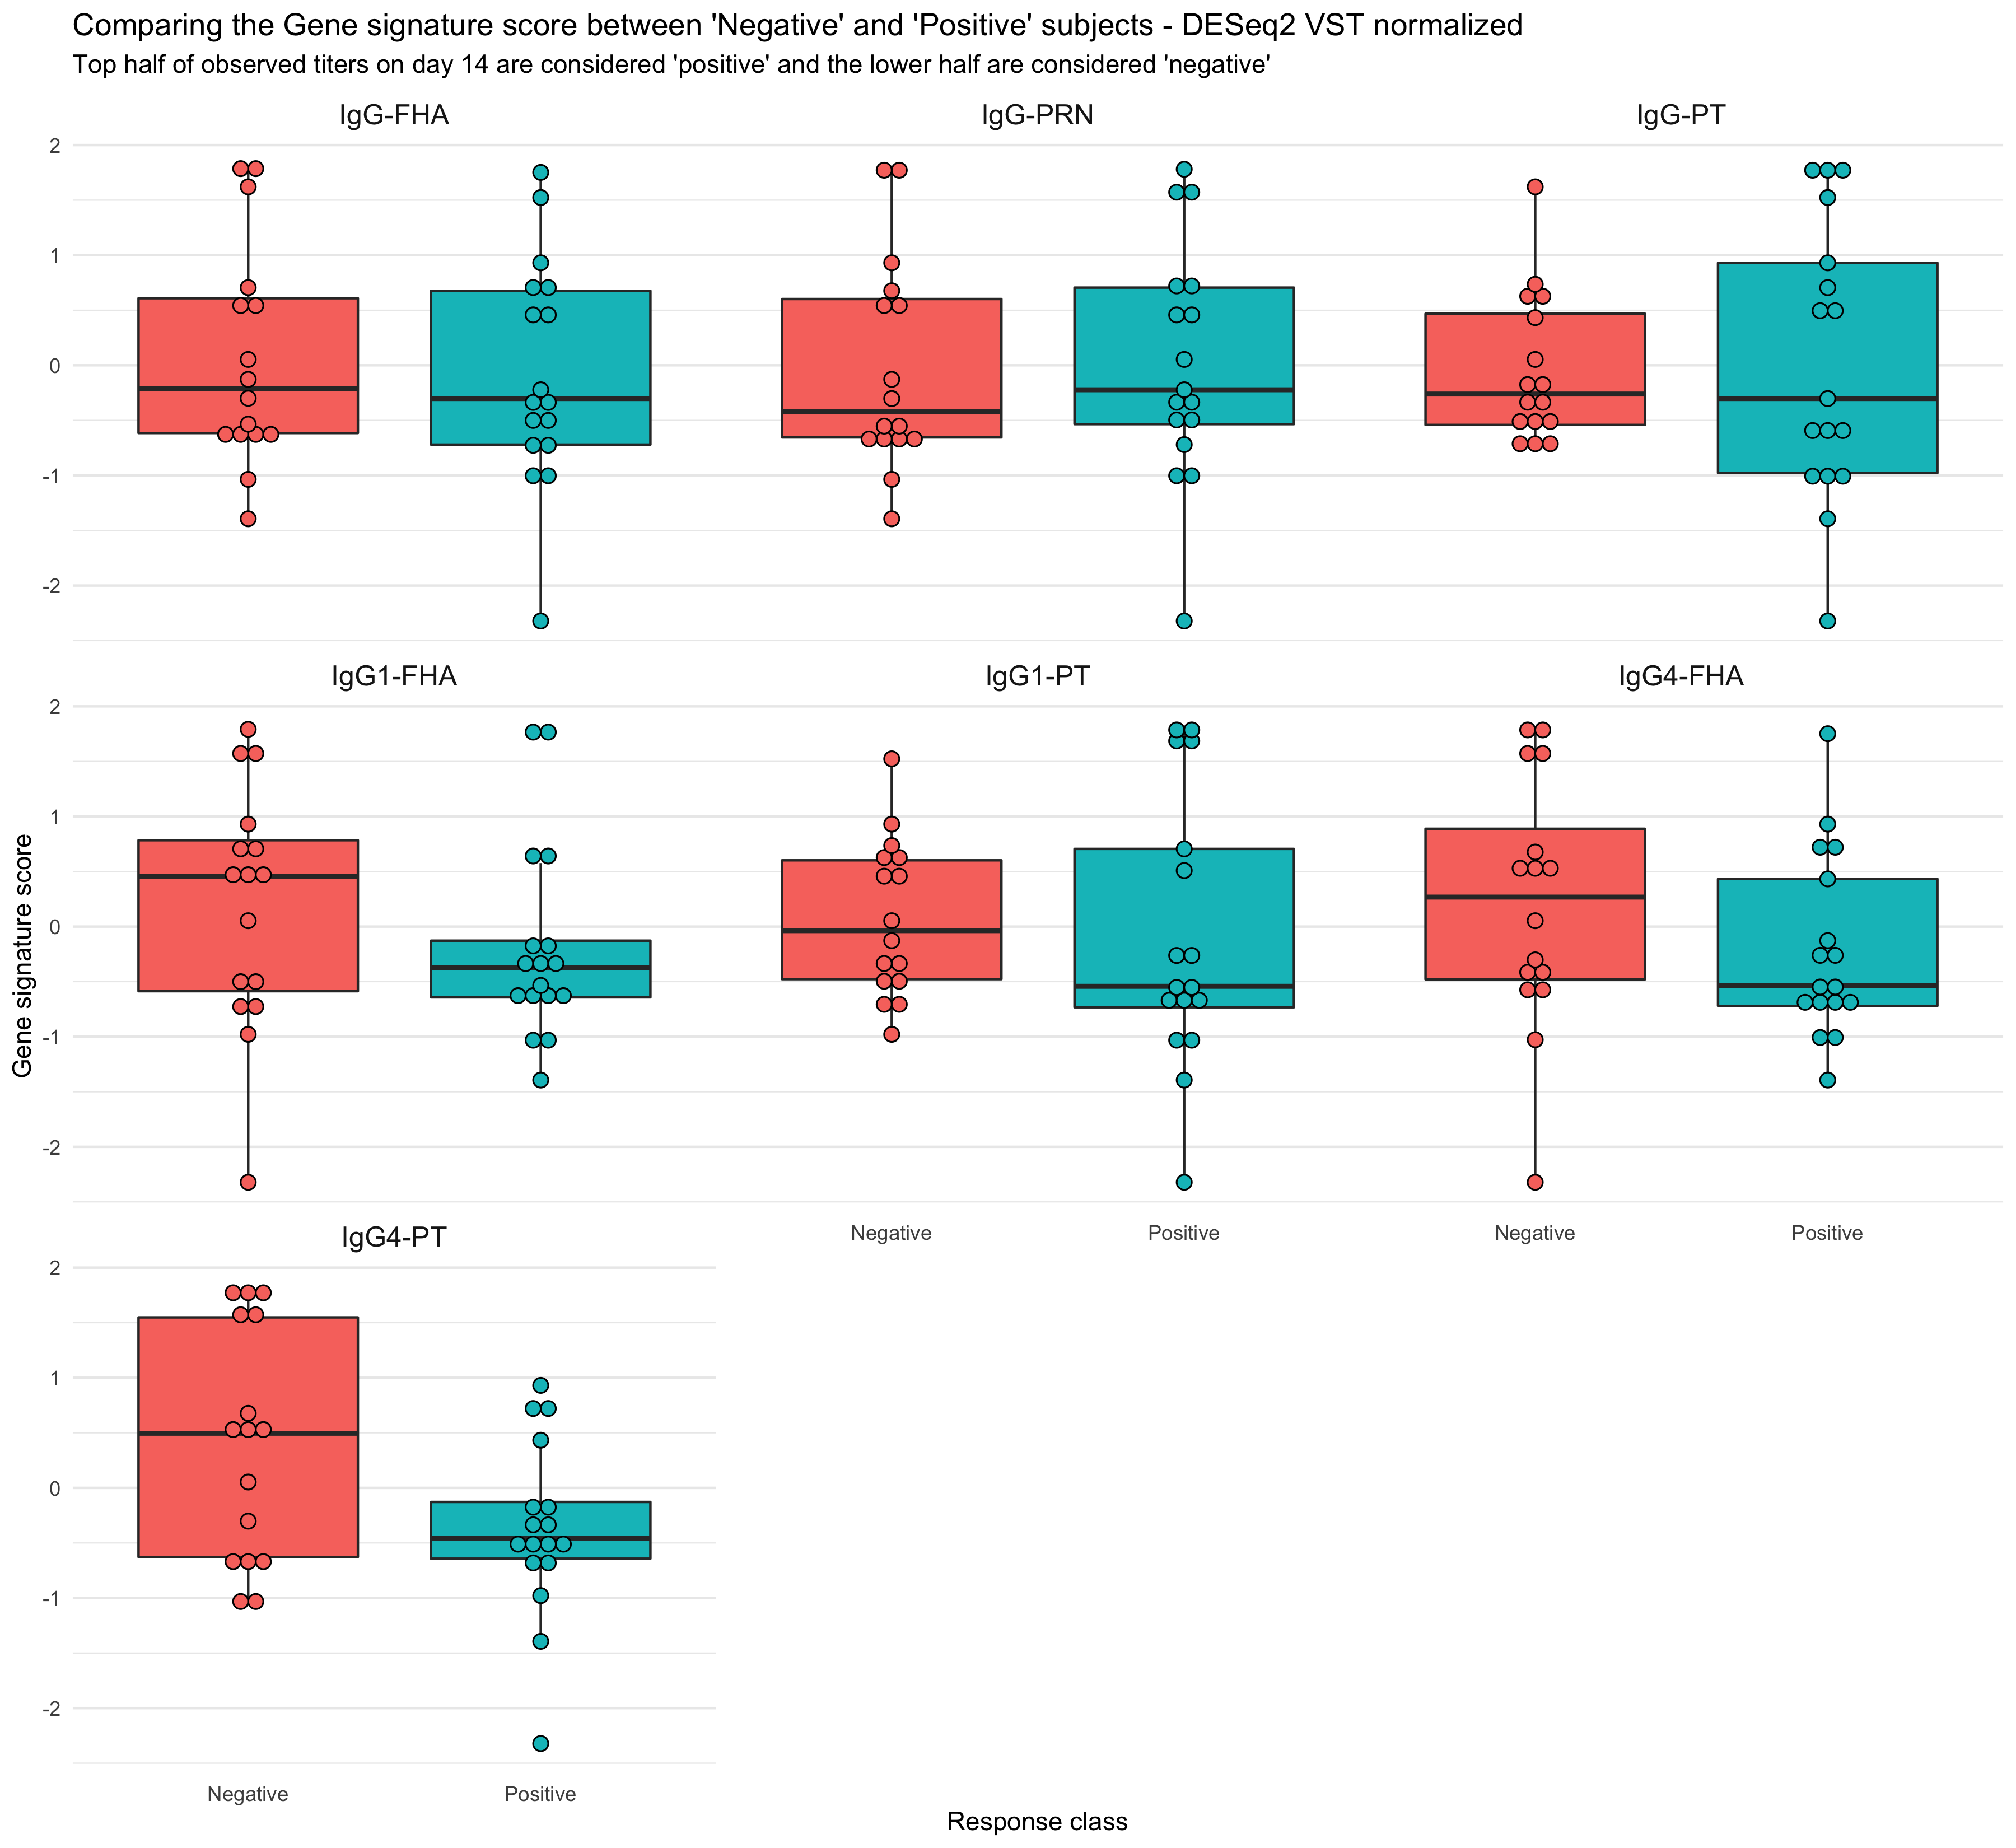 Comparing the Gene signature score between 'Negative' and 'Positive' subjects - DESeq2 VST normalized
Top half of observed titers on day 14 are considered 'positive' and the lower half are considered 'negative'
IgG-FHA
IgG-PRN
IgG-PT
2
1
0
-1
-2
IgG1-FHA
IgG1-PT
IgG4-FHA
2
1
0
-1
-2
Gene signature score
Negative
Positive
Negative
Positive
IgG4-PT
2
1
0
-1
-2
Negative
Positive
Response class